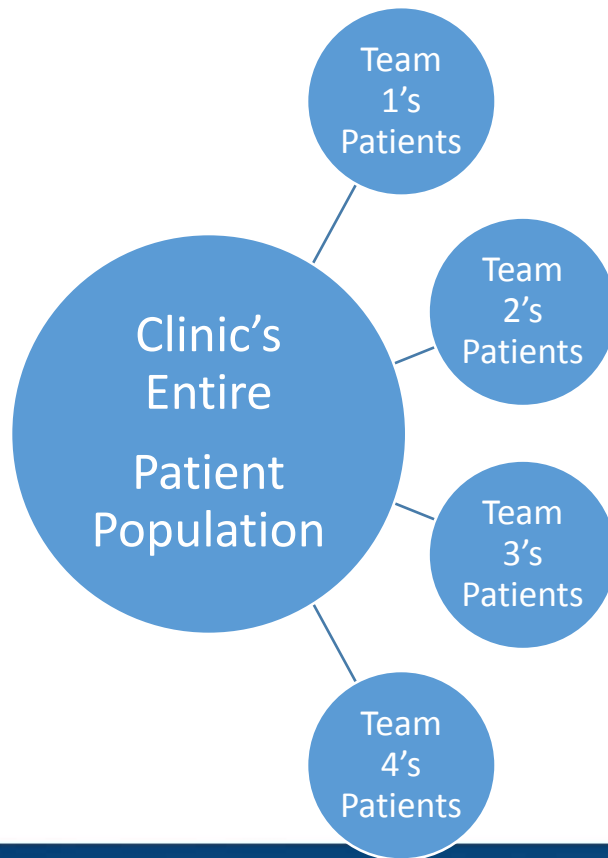 Team
1’s
Patients
Clinic’s
Entire
Patient
Population
Team
2’s
Patients
Team
3’s
Patients
Team
4’s
Patients